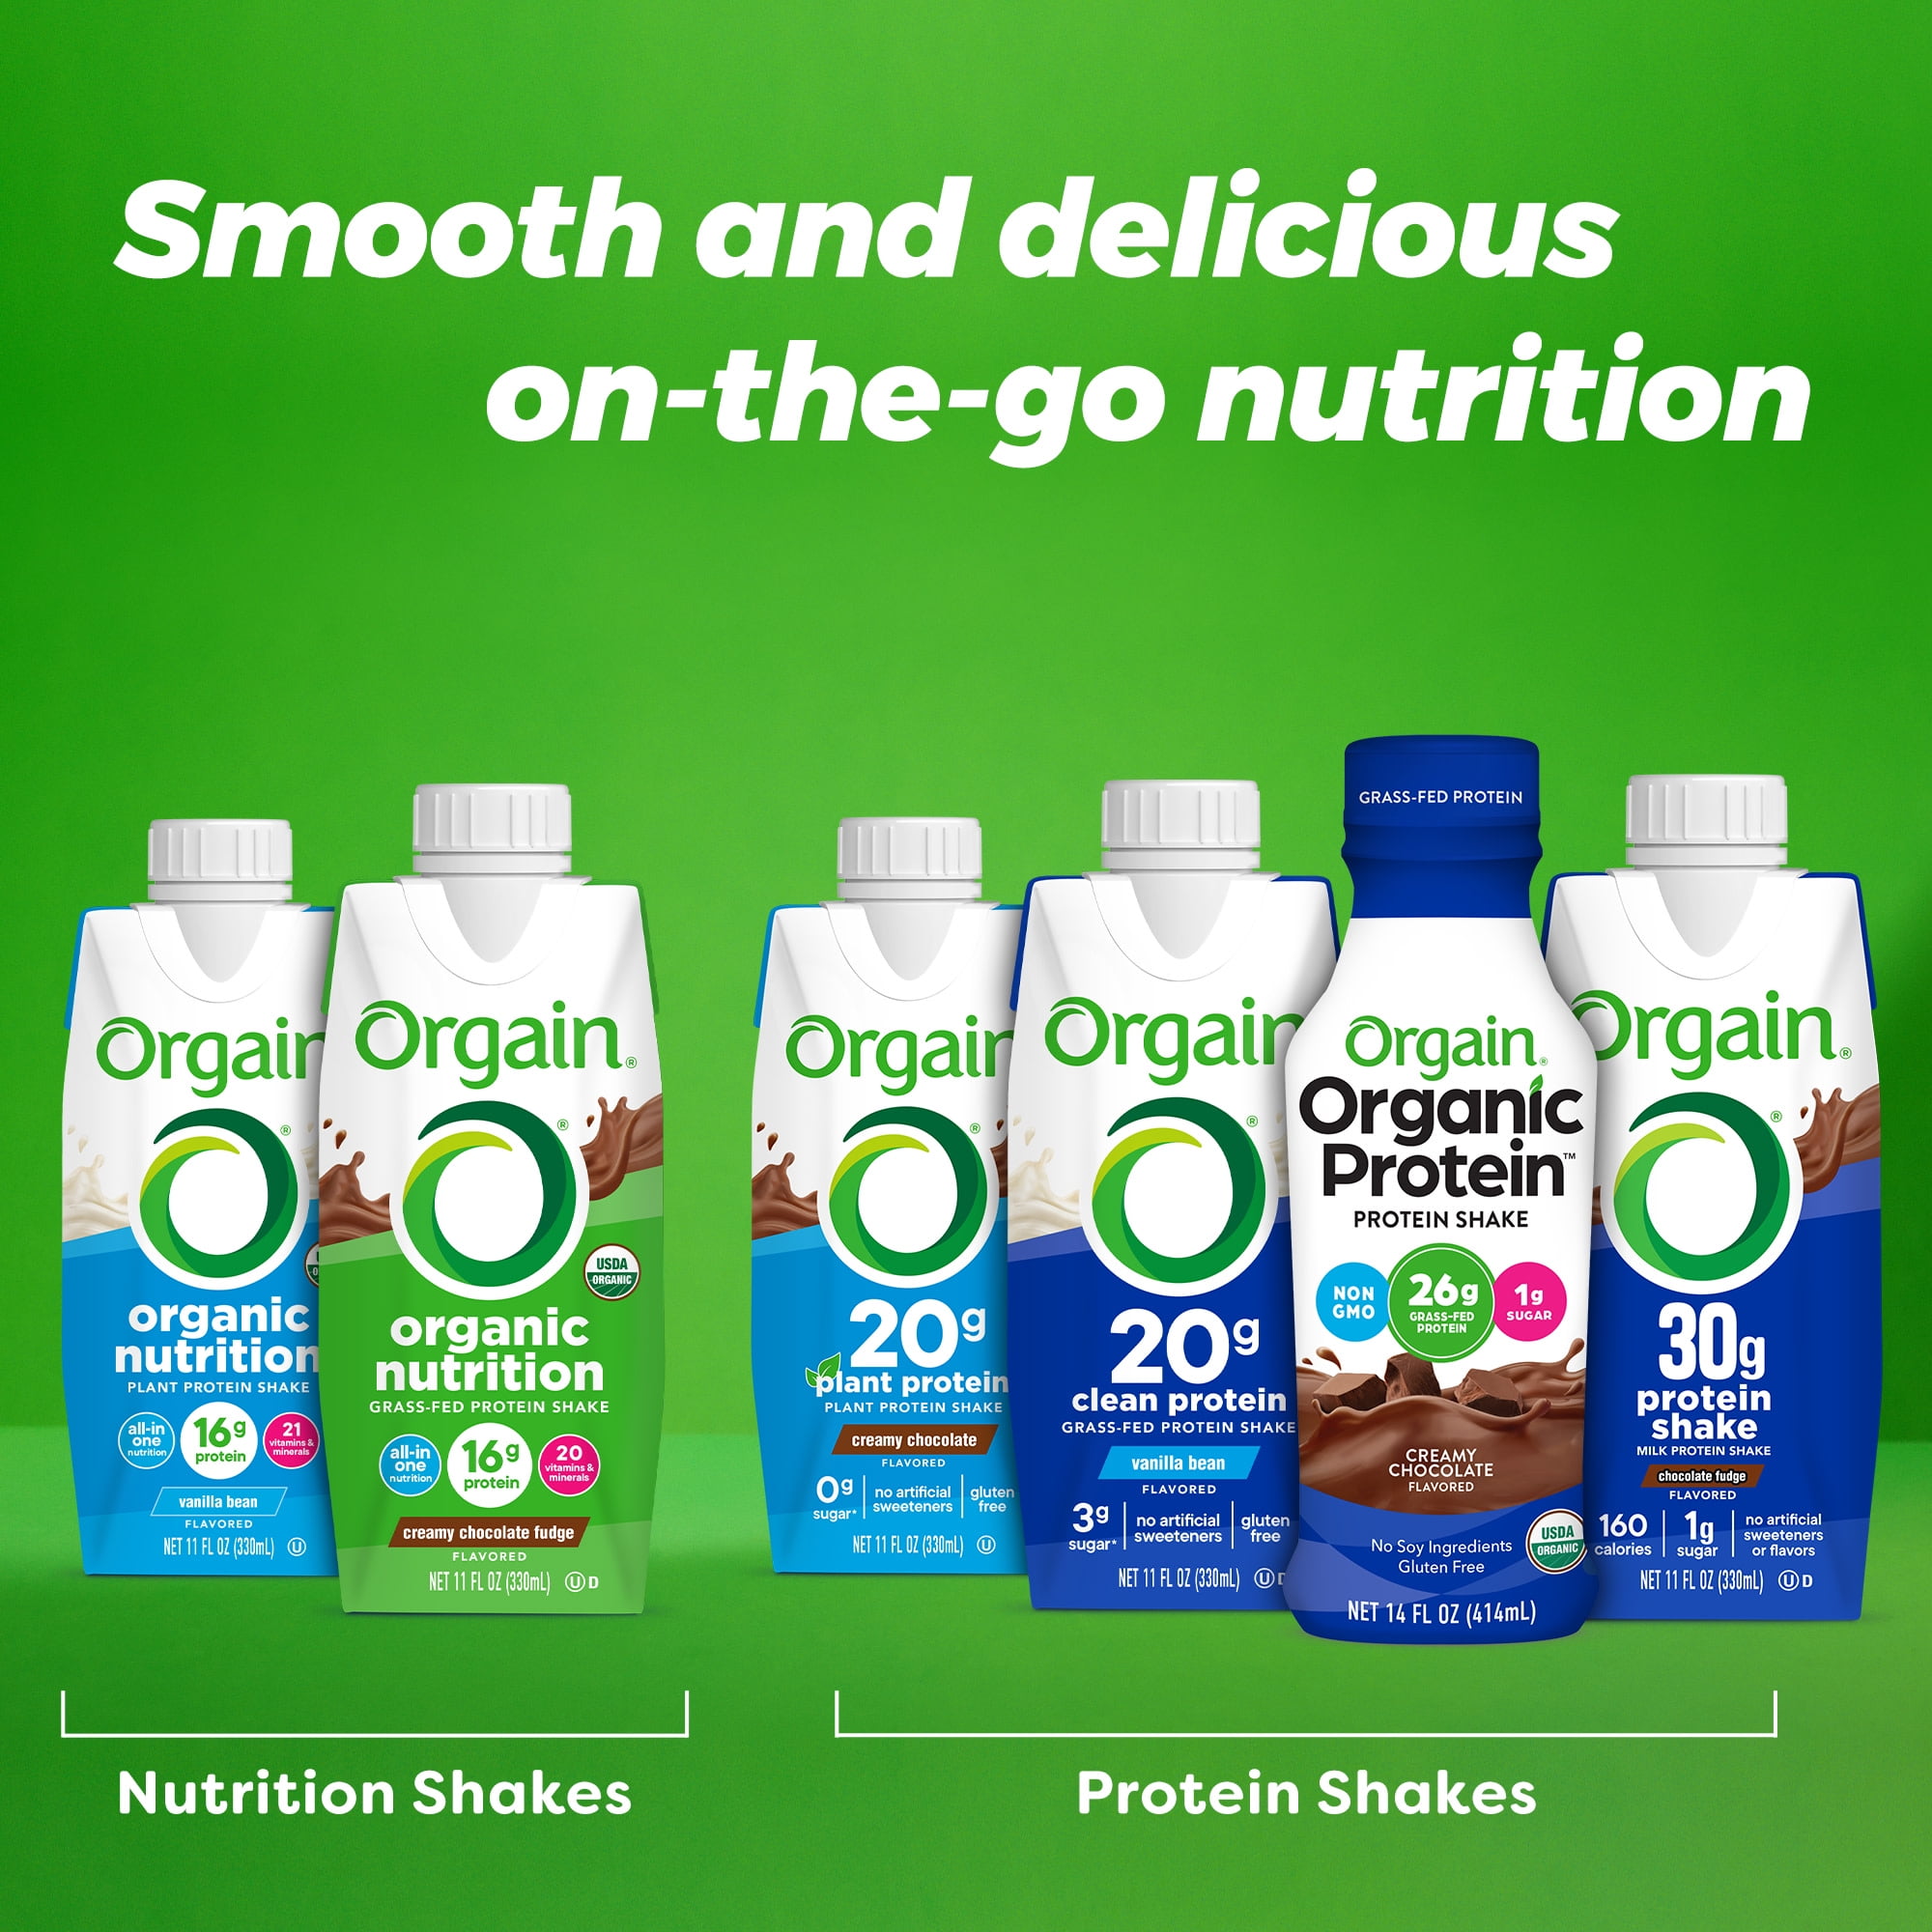 Smooth and delicious
on-the-go nutrition
Orgain
®
organic
nutrition
PLANT PROTEIN SHAKE
all-in
one
nutrition
16g
protein
21
vitamins &
minerals
vanilla bean
FLAVORED
NET 11 FL OZ (330mL) U
Orgain®
®
USDA
ORGANIC
organic
nutrition
GRASS-FED PROTEIN SHAKE
all-in
one
nutrition
16g
protein
20
vitamins &
minerals
creamy chocolate fudge
FLAVORED
NET 11 FL OZ (330mL) U D
Orgain
®
20g
plant protein
PLANT PROTEIN SHAKE
creamy chocolate
FLAVORED
0g
sugar*
no artificial
sweeteners
gluten
free
NET 11 FL OZ (330mL) U
Orgain
®
20g
clean protein
GRASS-FED PROTEIN SHAKE
vanilla bean
FLAVORED
3g
sugar*
no artificial
sweeteners
gluten
free
NET 11 FL OZ (330mL) U D
GRASS-FED PROTEIN
Orgain®
Organic
Protein™
PROTEIN SHAKE
NON
GMO
26g
GRASS-FED
PROTEIN
1g
SUGAR
CREAMY
CHOCOLATE
FLAVORED
No Soy Ingredients
Gluten Free
USDA
ORGANIC
NET 14 FL OZ (414mL)
Orgain®
®
30g
protein
shake
MILK PROTEIN SHAKE
chocolate fudge
FLAVORED
160
calories
1g
sugar
no artificial
sweeteners
or flavors
NET 11 FL OZ (330mL) U D
Nutrition Shakes
Protein Shakes